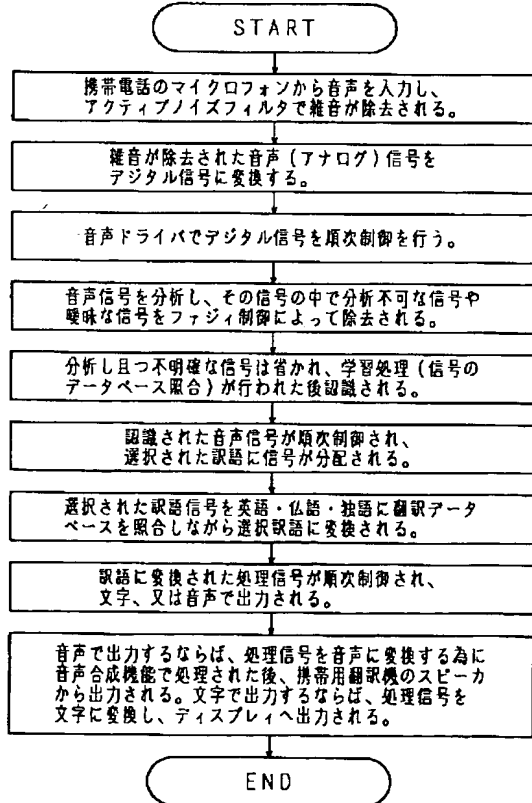 START
携帯電話のマイクロフォンから音声を入力し、
アクティブノイズフィルタで雑音が除去される。
雑音が除去された音声(アナログ)信号を
デジタル信号に変換する。
音声ドライバでデジタル信号を順次制御を行う。
音声信号を分析し、その信号の中で分析不可な信号や
曖昧な信号をファジィ制御によって除去される。
分析し且つ不明確な信号は省かれ、学習処理(信号の
データベース照合)が行われた後認識される。
認識された音声信号が順次制御され、
選択された訳語に信号が分配される。
選択された訳語信号を英語・仏語・独語に翻訳データ
ベースを照合しながら選択訳語に変換される。
訳語に変換された処理信号が順次制御され、
文字、又は音声で出力される。
音声で出力するならば、処理信号を音声に変換する為に
音声合成機能で処理された後、携帯用翻訳機のスピーカ
から出力される。文字で出力するならば、処理信号を
文字に変換し、ディスプレィへ出力される。
END